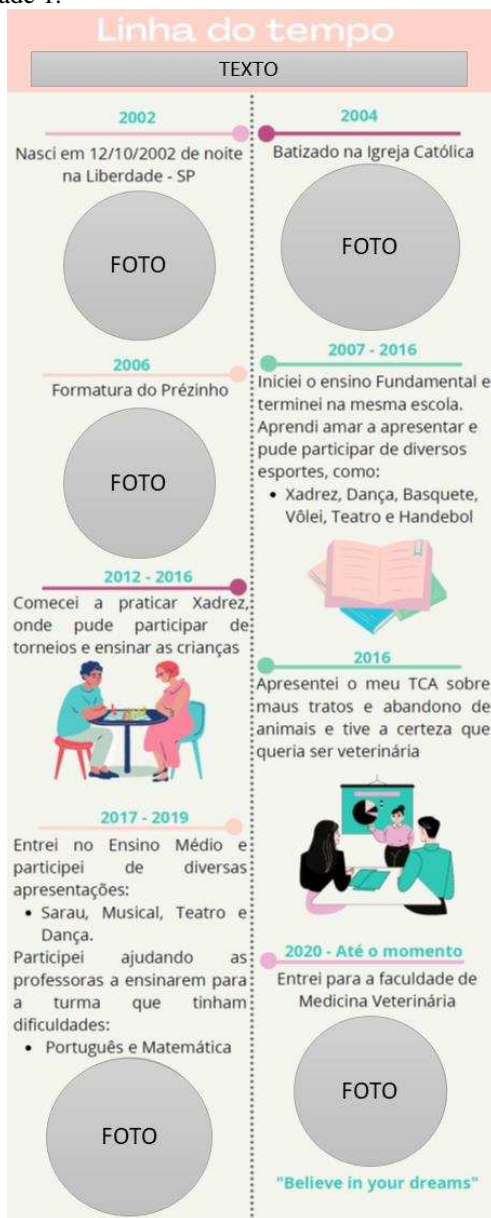 ade 1.
Linha do tempo
TEXTO
2002
Nasci em 12/10/2002 de noite
na Liberdade - SP
FOTO
2004
Batizado na Igreja Católica
FOTO
2006
Formatura do Prézinho
FOTO
2007 - 2016
Iniciei o ensino Fundamental e
terminei na mesma escola.
Aprendi amar a apresentar e
pude participar de diversos
esportes, como:
• Xadrez, Dança, Basquete,
Vôlei, Teatro e Handebol
2012 - 2016
Comecei a praticar Xadrez,
onde pude participar de
torneios e ensinar as crianças
2016
Apresentei o meu TCA sobre
maus tratos e abandono de
animais e tive a certeza que
queria ser veterinária
2017 - 2019
Entrei no Ensino Médio e
participei de diversas
apresentações:
• Sarau, Musical, Teatro e
Dança.
Participei ajudando as
professoras a ensinarem para
a turma que tinham
dificuldades:
• Português e Matemática
FOTO
2020 - Até o momento
Entrei para a faculdade de
Medicina Veterinária
FOTO
"Believe in your dreams"